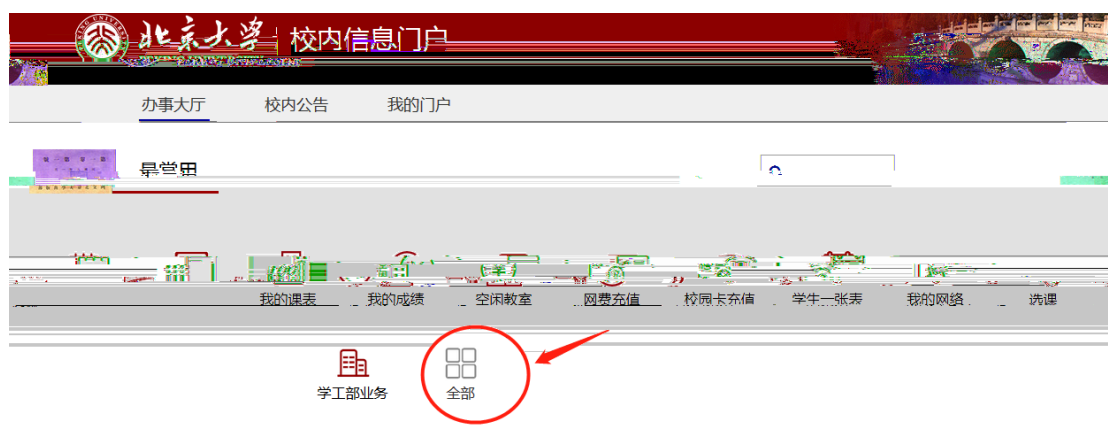 北京大学 校内信息门户
办事大厅 校内公告 我的门户
最常用
我的课表 我的成绩 空闲教室 网费充值 校园卡充值 学生一张表 我的网络 选课
学工部业务 全部